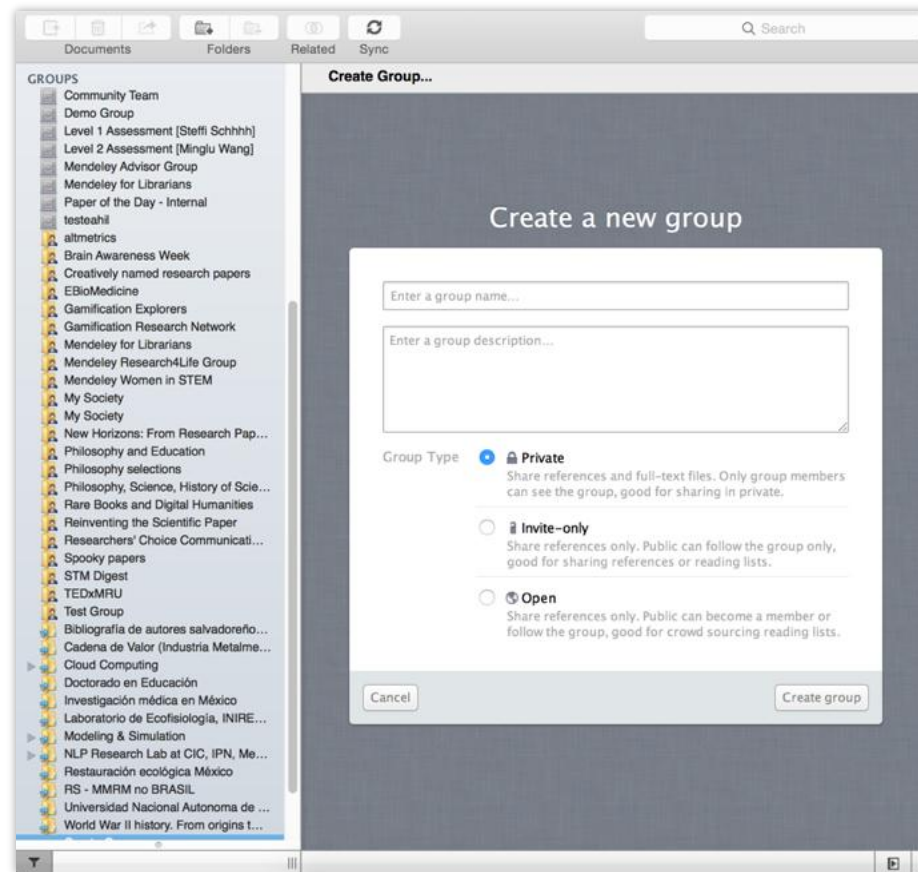 Documents
Folders
Related
Sync
Search
GROUPS
Community Team
Demo Group
Level 1 Assessment [Steffi Schhhh]
Level 2 Assessment [Minglu Wang]
Mendeley Advisor Group
Mendeley for Librarians
Paper of the Day - Internal
testeahil
altmetrics
Brain Awareness Week
Creatively named research papers
EBioMedicine
Gamification Explorers
Gamification Research Network
Mendeley for Librarians
Mendeley Research4Life Group
Mendeley Women in STEM
My Society
My Society
New Horizons: From Research Pap...
Philosophy and Education
Philosophy selections
Philosophy, Science, History of Scie...
Rare Books and Digital Humanities
Reinventing the Scientific Paper
Researchers' Choice Communicati...
Spooky papers
STM Digest
TEDxMRU
Test Group
Bibliografía de autores salvadoreño...
Cadena de Valor (Industria Metalme...
Cloud Computing
Doctorado en Educación
Investigación médica en México
Laboratorio de Ecofisiología, INIRE...
Modeling & Simulation
NLP Research Lab at CIC, IPN, Me...
Restauración ecológica México
RS - MMRM no BRASIL
Universidad Nacional Autonoma de ...
World War II history. From origins t...
Create Group...
Create a new group
Enter a group name...
Enter a group description...
Group Type
Private
Share references and full-text files. Only group members
can see the group, good for sharing in private.
Invite-only
Share references only. Public can follow the group only,
good for sharing references or reading lists.
Open
Share references only. Public can become a member or
follow the group, good for crowd sourcing reading lists.
Cancel
Create group